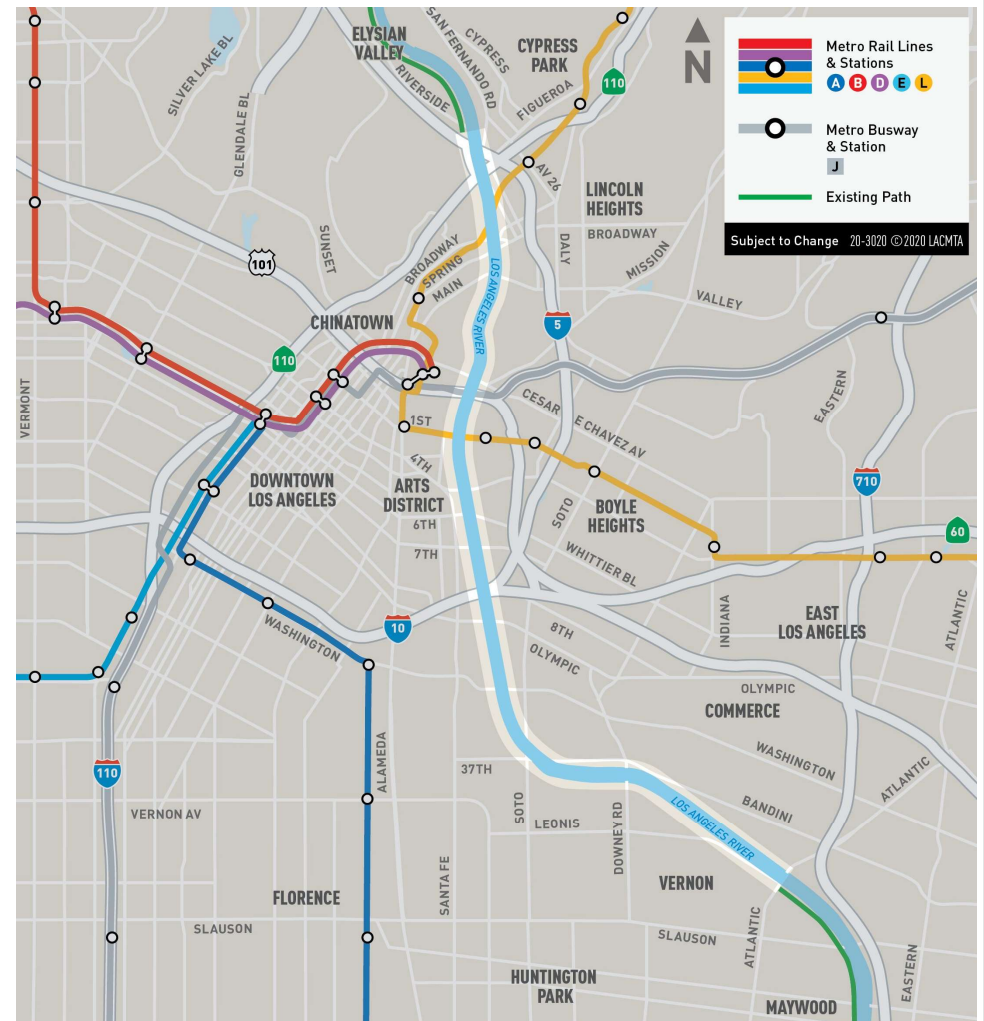 ELYSIAN
VALLEY
SAN FERNANDO RD
CYPRESS
CYPRESS
PARK
SILVER LAKE BL
GLENDALE BL
RIVERSIDE
FIGUEROA
110
N
Metro Rail Lines
& Stations
A B D E L
Metro Busway
& Station
J
Existing Path
Subject to Change 20-3020 © 2020 LACMTA
AV 26
LINCOLN
HEIGHTS
BROADWAY
DALY
MISSION
SUNSET
101
BROADWAY
SPRING
MAIN
LOS ANGELES RIVER
VALLEY
CHINATOWN
5
110
VERMONT
CESAR
E CHAVEZ AV
EASTERN
1ST
4TH
DOWNTOWN
LOS ANGELES
ARTS
DISTRICT
6TH
7TH
SOTO
BOYLE
HEIGHTS
WHITTIER BL
710
60
WASHINGTON
10
8TH
OLYMPIC
INDIANA
EAST
LOS ANGELES
ATLANTIC
OLYMPIC
COMMERCE
110
ALAMEDA
37TH
WASHINGTON
ATLANTIC
VERNON AV
SOTO
LEONIS
DOWNEY RD
LOS ANGELES RIVER
BANDINI
FLORENCE
SANTA FE
VERNON
SLAUSON
SLAUSON
ATLANTIC
EASTERN
HUNTINGTON
PARK
MAYWOOD